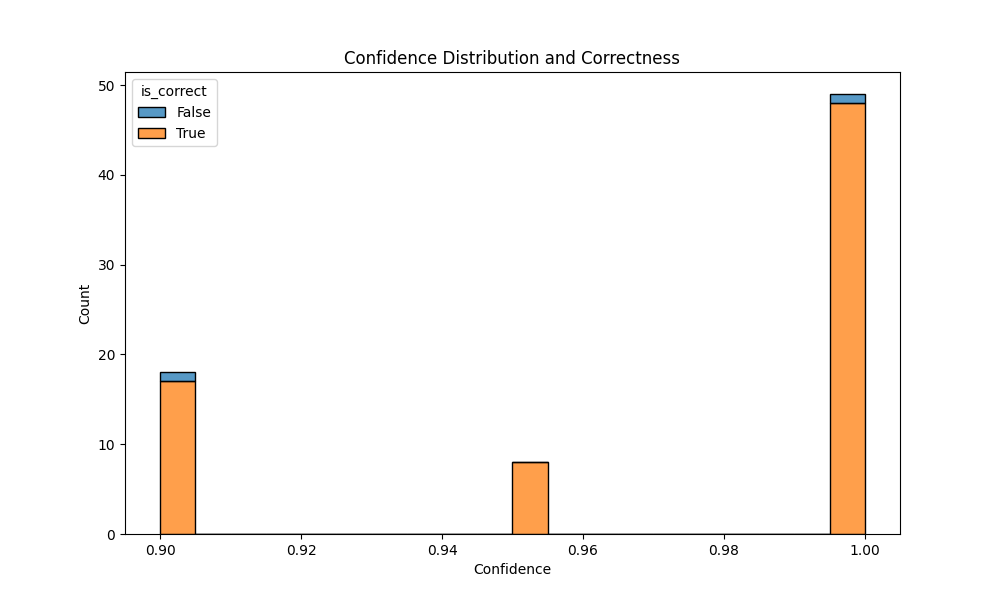 Confidence Distribution and Correctness
is_correct
False
True
Count
50
40
30
20
10
0
0.90 0.92 0.94 0.96 0.98 1.00
Confidence